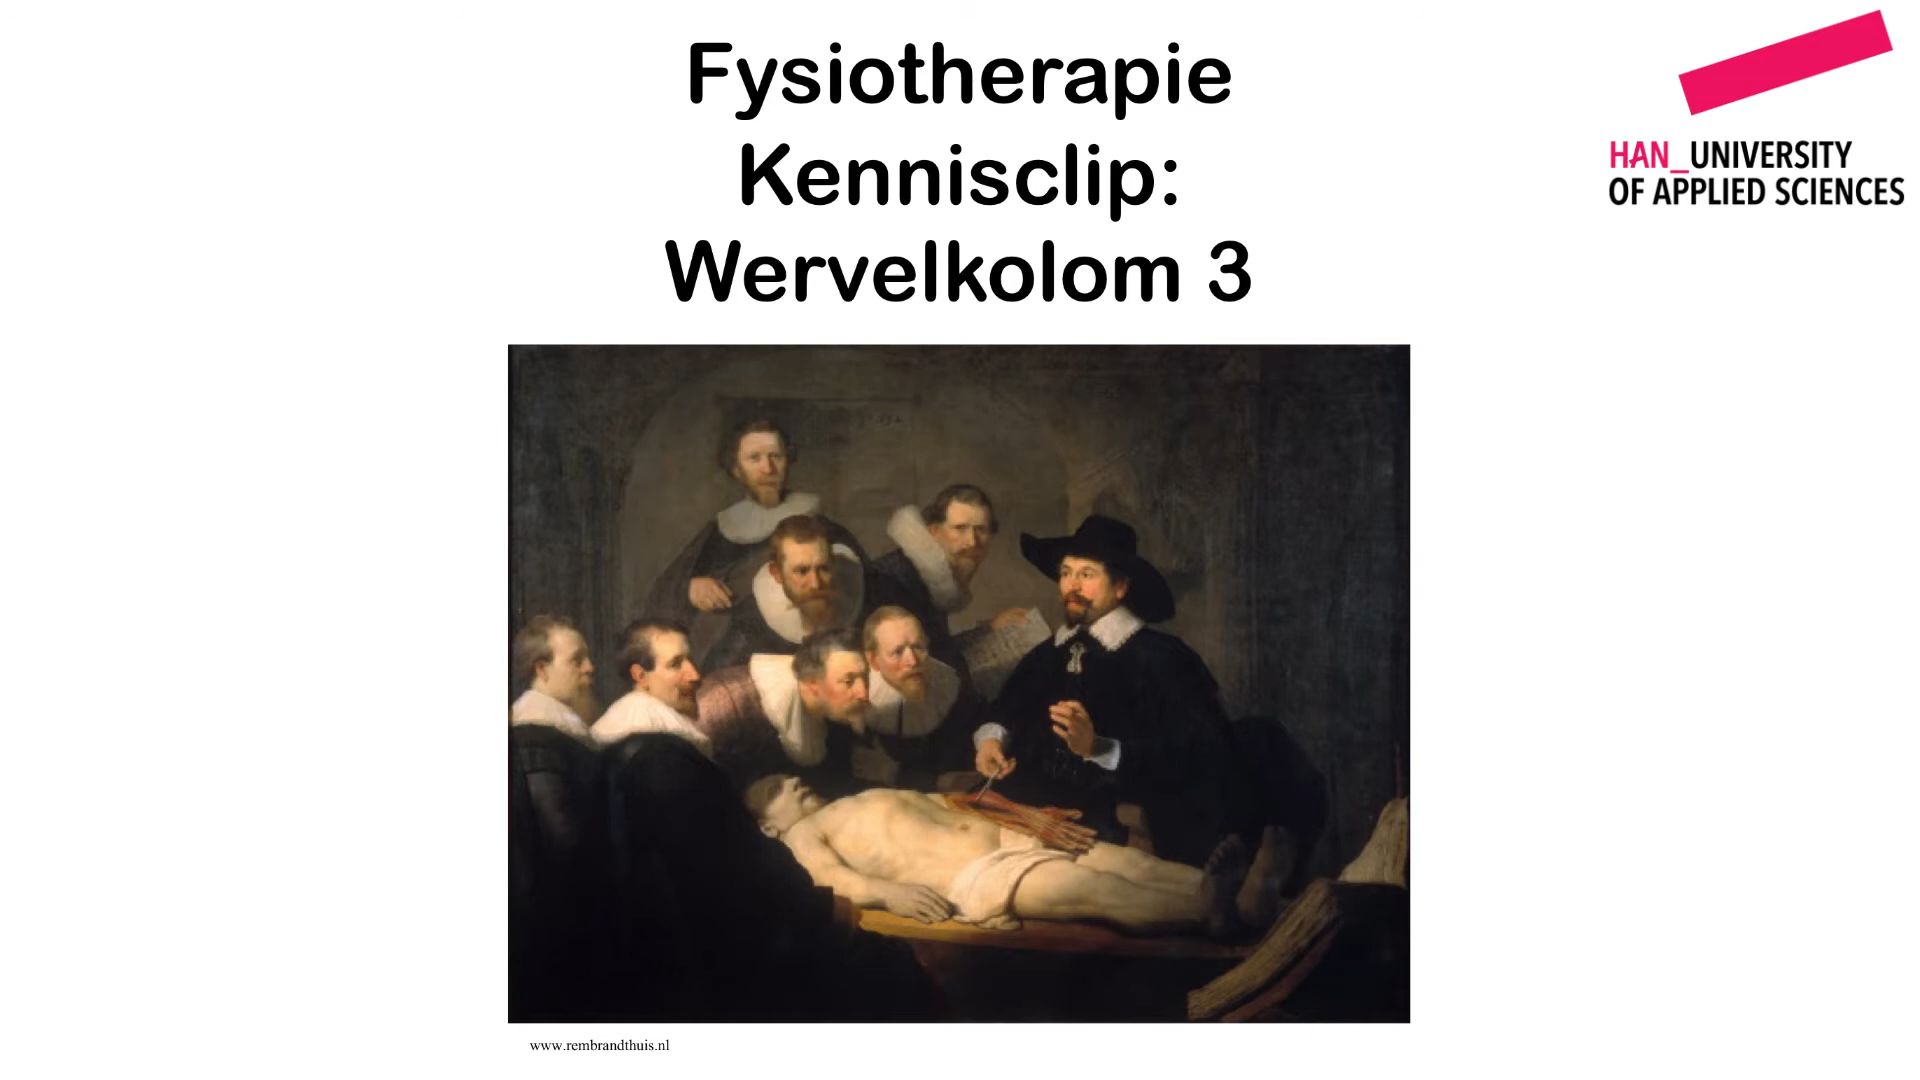 Fysiotherapie
Kennisclip:
Wervelkolom 3
HAN_UNIVERSITY
OF APPLIED SCIENCES
www.rembrandthuis.nl